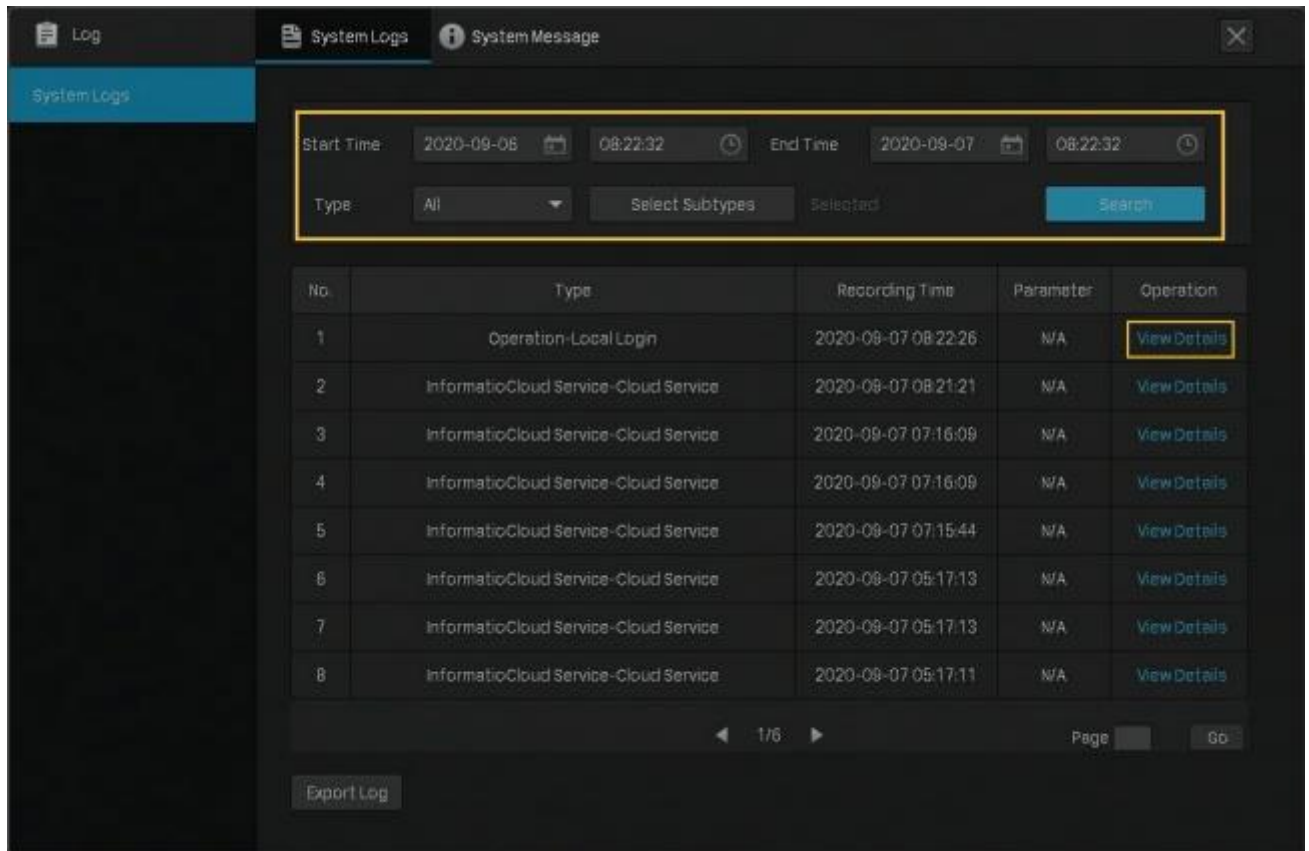 Log System Logs System Message
System Logs
Start Time 2020-09-06 08:22:32 End Time 2020-09-07 08:22:32
Type All Select Subtypes Selected Search
No. Type Recording Time Parameter Operation
1 Operation-Local Login 2020-09-07 08:22:26 N/A View Details
2 InformatioCloud Service-Cloud Service 2020-09-07 08:21:21 N/A View Details
3 InformatioCloud Service-Cloud Service 2020-09-07 07:16:09 N/A View Details
4 InformatioCloud Service-Cloud Service 2020-09-07 07:16:09 N/A View Details
5 InformatioCloud Service-Cloud Service 2020-09-07 07:15:44 N/A View Details
6 InformatioCloud Service-Cloud Service 2020-09-07 05:17:13 N/A View Details
7 InformatioCloud Service-Cloud Service 2020-09-07 05:17:13 N/A View Details
8 InformatioCloud Service-Cloud Service 2020-09-07 05:17:11 N/A View Details
1/6 Page Go
Export Log